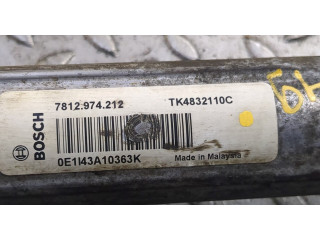 7812.974.212 TK4832110C
BOSCH
0E1I43A10363K Made in Malaysia